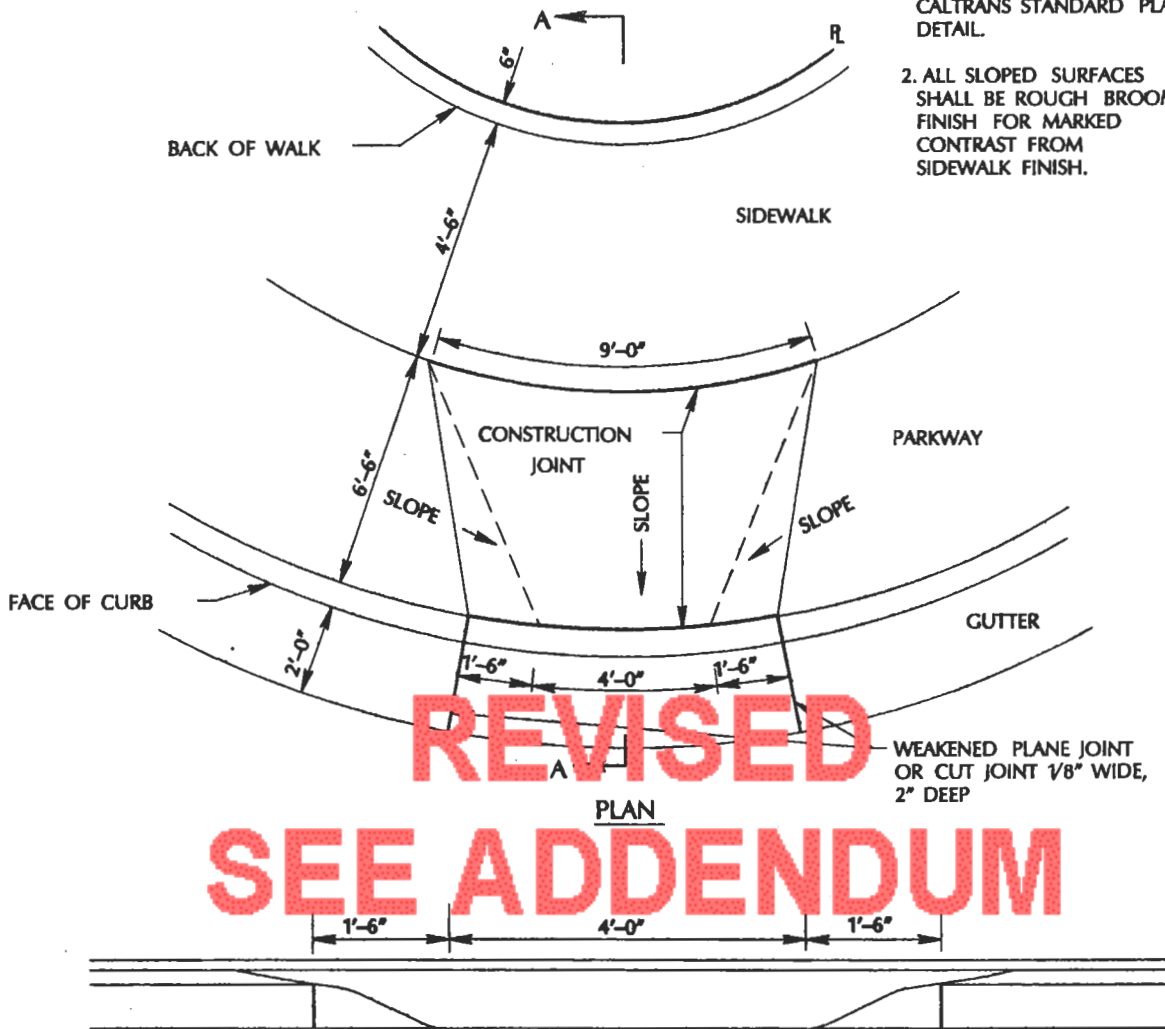 CALTRANS STANDARD PLA
DETAIL.
2. ALL SLOPED SURFACES
SHALL BE ROUGH BROOM
FINISH FOR MARKED
CONTRAST FROM
SIDEWALK FINISH.
A
6"
PL
BACK OF WALK
4'-6"
SIDEWALK
9'-0"
CONSTRUCTION
JOINT
PARKWAY
6'-6"
SLOPE
SLOPE
SLOPE
FACE OF CURB
GUTTER
2'-0"
1'-6"
4'-0"
1'-6"
REVISED
A
WEAKENED PLANE JOINT
OR CUT JOINT 1/8" WIDE,
2" DEEP
PLAN
SEE ADDENDUM
1'-6"
4'-0"
1'-6"